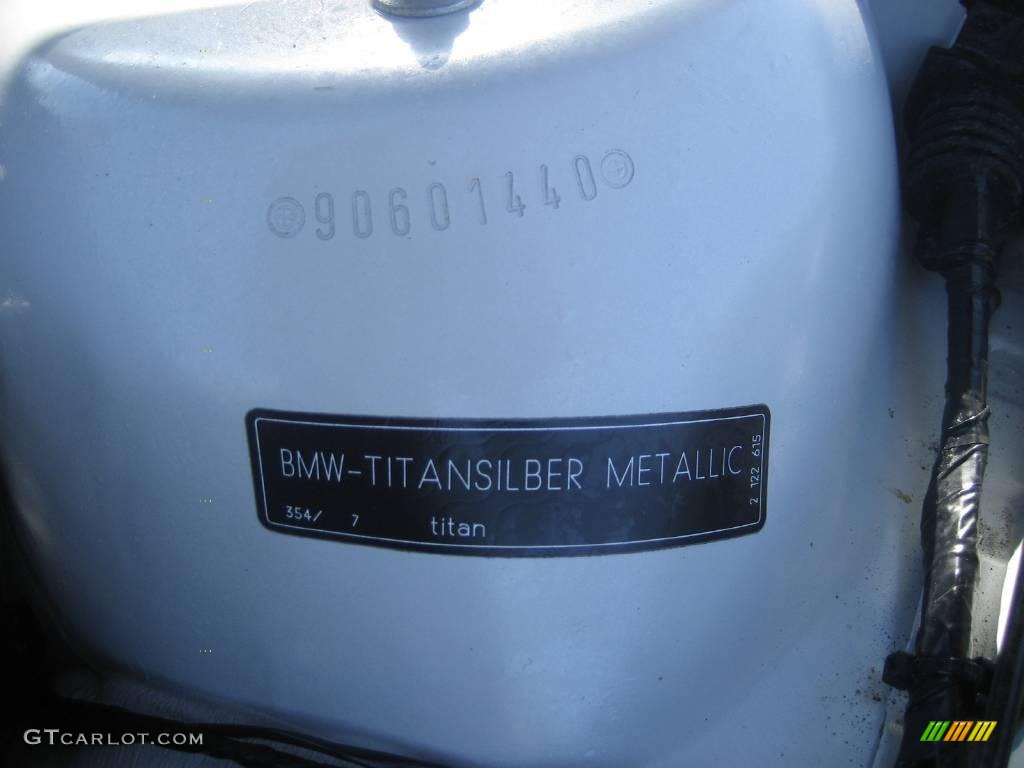 90601440
BMW-TITANSILBER METALLIC
354/ 7 titan
2 122 615
GTCARLOT.COM